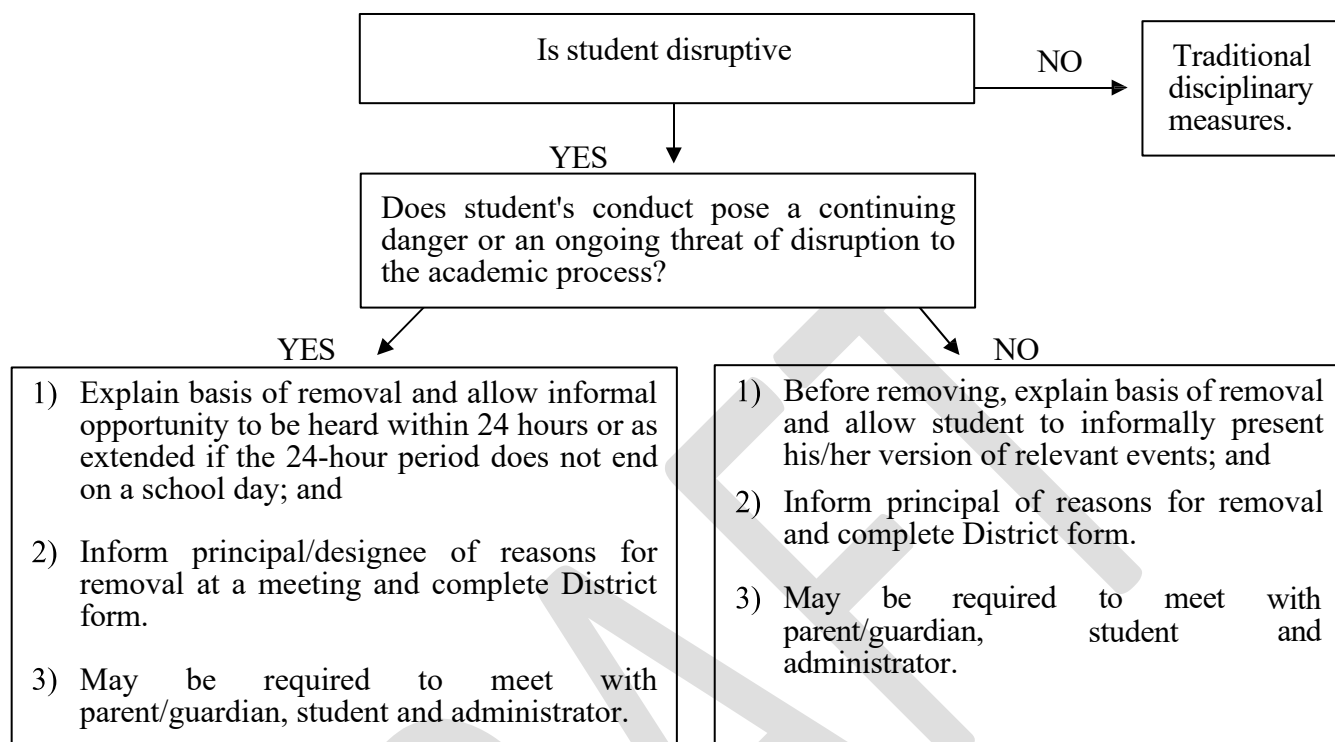 Is student disruptive
NO
Traditional
disciplinary
measures.
YES
Does student's conduct pose a continuing
danger or an ongoing threat of disruption to
the academic process?
YES
NO
1) Explain basis of removal and allow informal
opportunity to be heard within 24 hours or as
extended if the 24-hour period does not end
on a school day; and
2) Inform principal/designee of reasons for
removal at a meeting and complete District
form.
3) May be required to meet with
parent/guardian, student and administrator.
1) Before removing, explain basis of removal
and allow student to informally present
his/her version of relevant events; and
2) Inform principal of reasons for removal
and complete District form.
3) May be required to meet with
parent/guardian, student and
administrator.